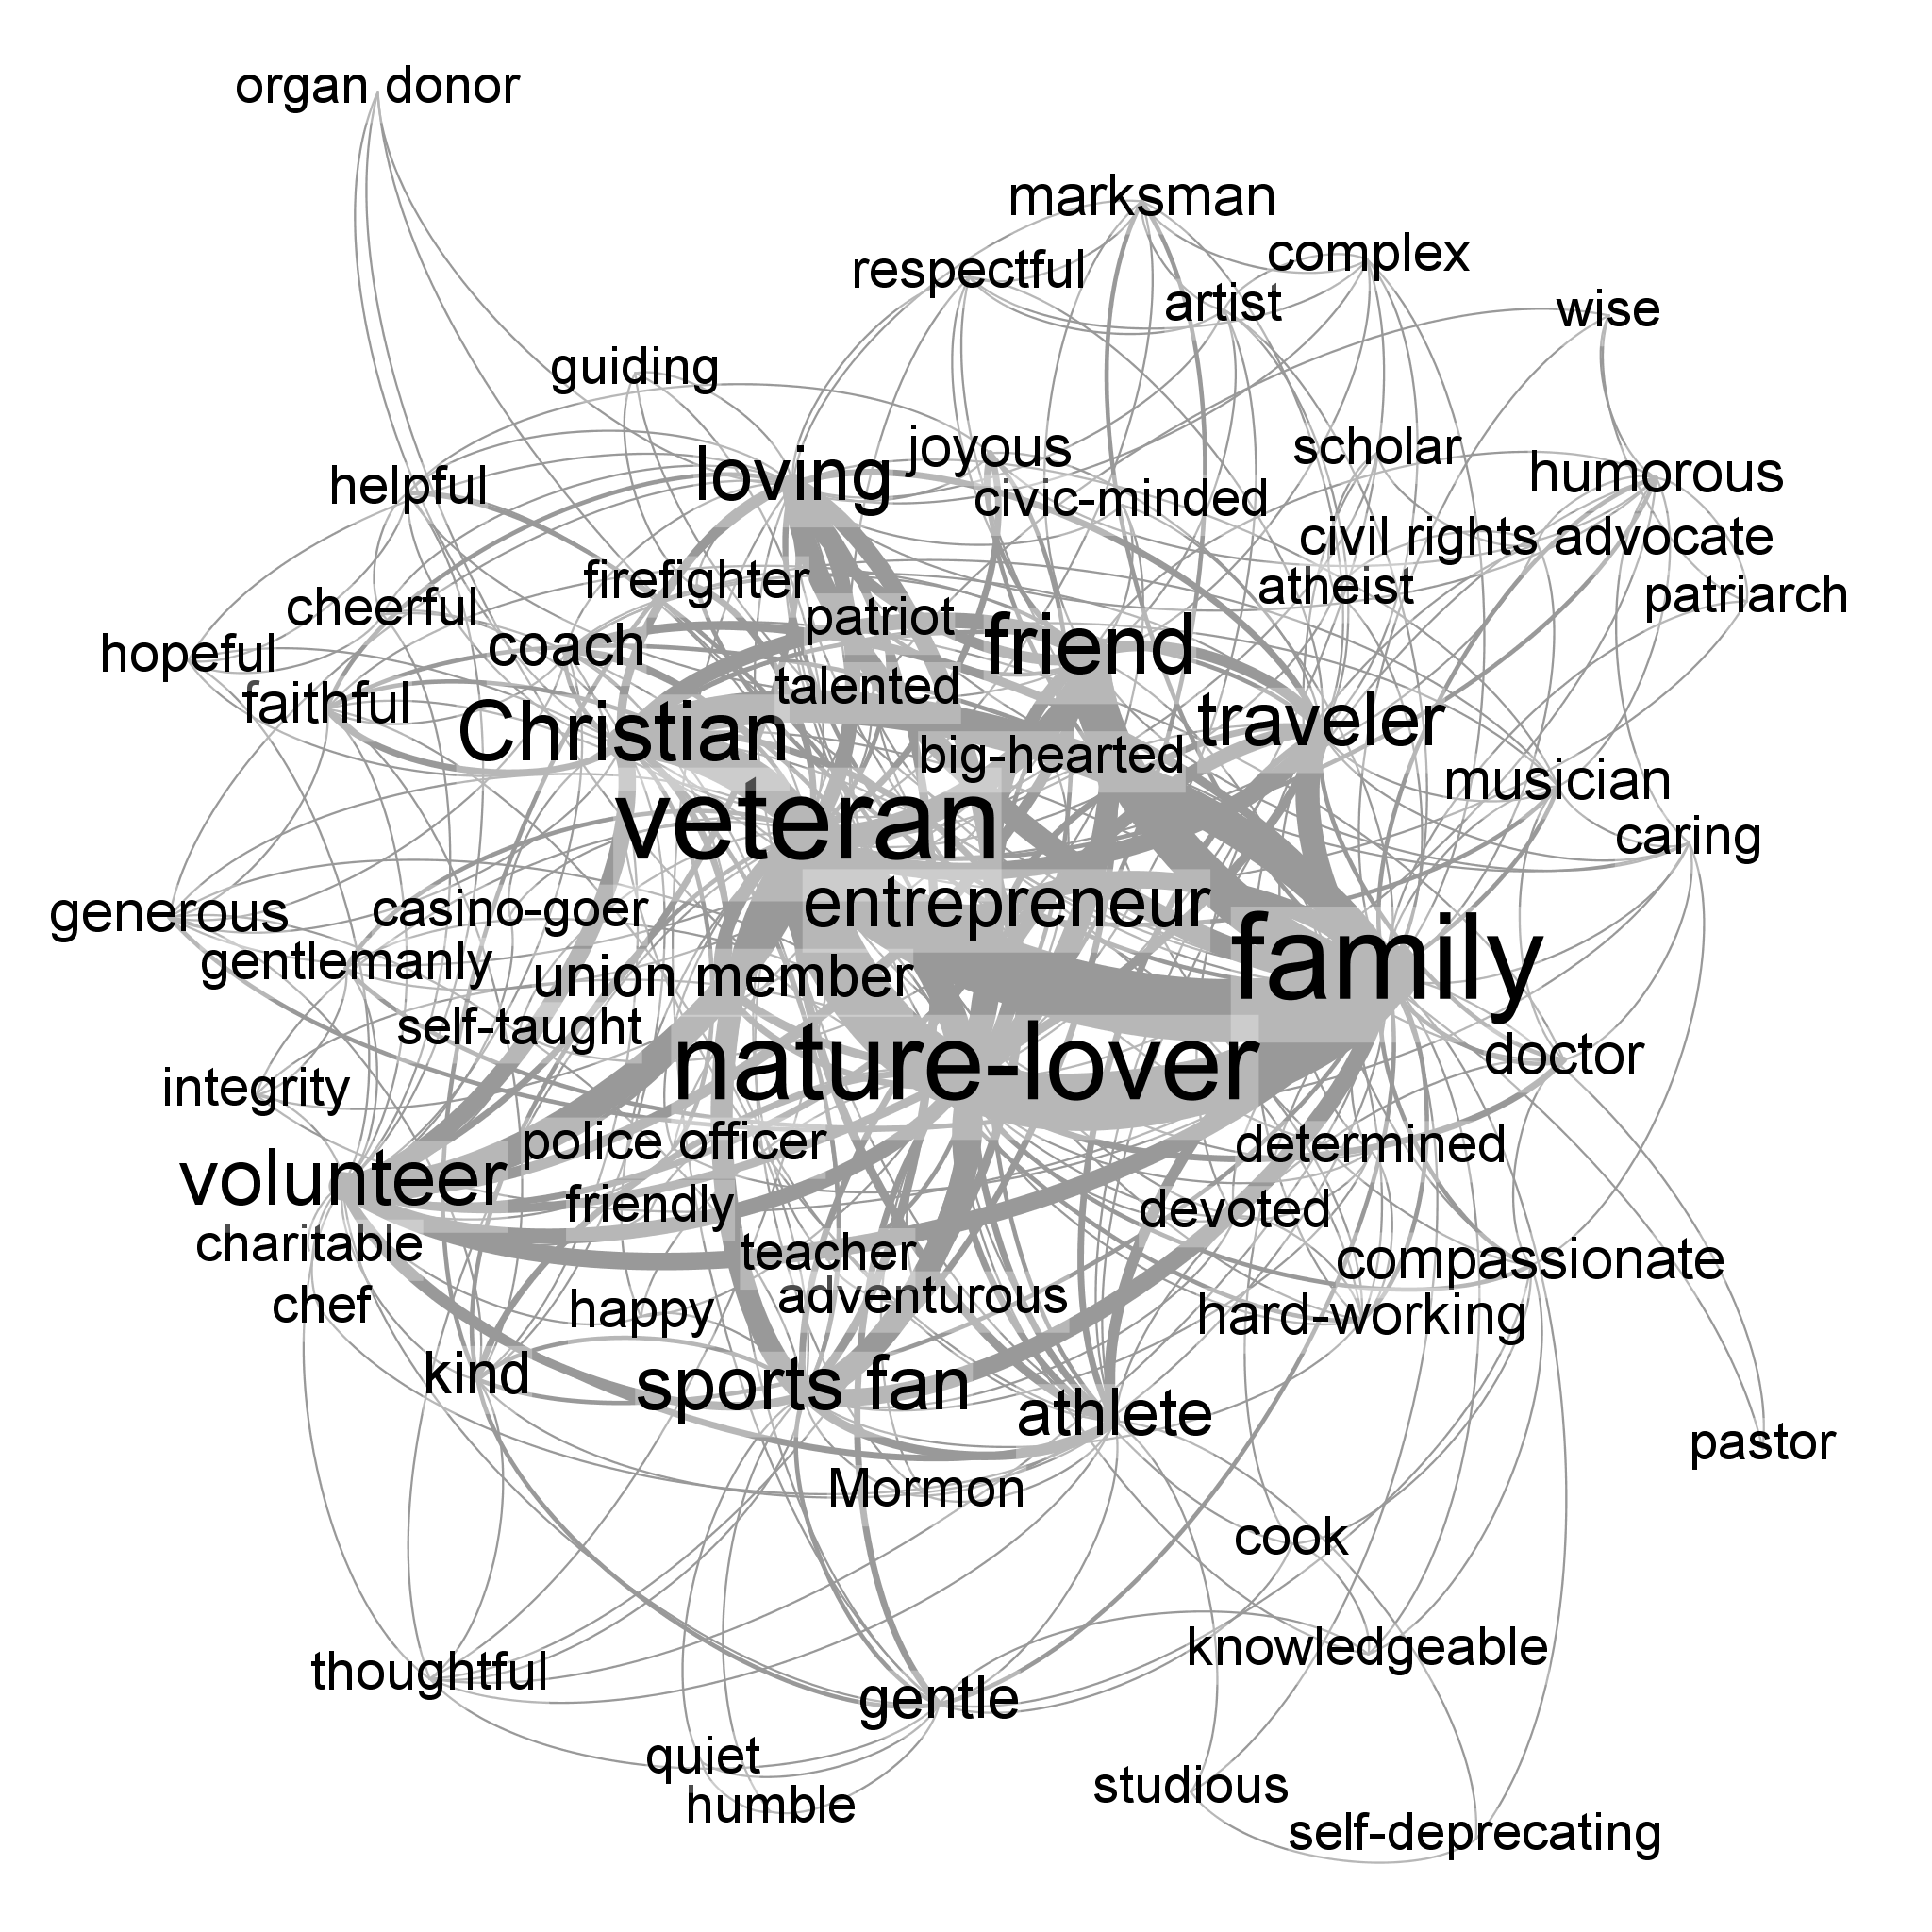 organ donor
marksman
respectful
complex
artist
wise
guiding
joyous
scholar
loving
humorous
helpful
civic-minded
civil rights advocate
firefighter
atheist
patriarch
cheerful
patriot
coach
friend
hopeful
talented
faithful
traveler
Christian
big-hearted
musician
veteran
caring
entrepreneur
generous
casino-goer
family
gentlemanly
union member
self-taught
nature-lover
doctor
integrity
police officer
determined
volunteer
friendly
devoted
charitable
teacher
compassionate
chef
happy
adventurous
hard-working
kind
sports fan
athlete
pastor
Mormon
cook
knowledgeable
thoughtful
gentle
quiet
studious
humble
self-deprecating